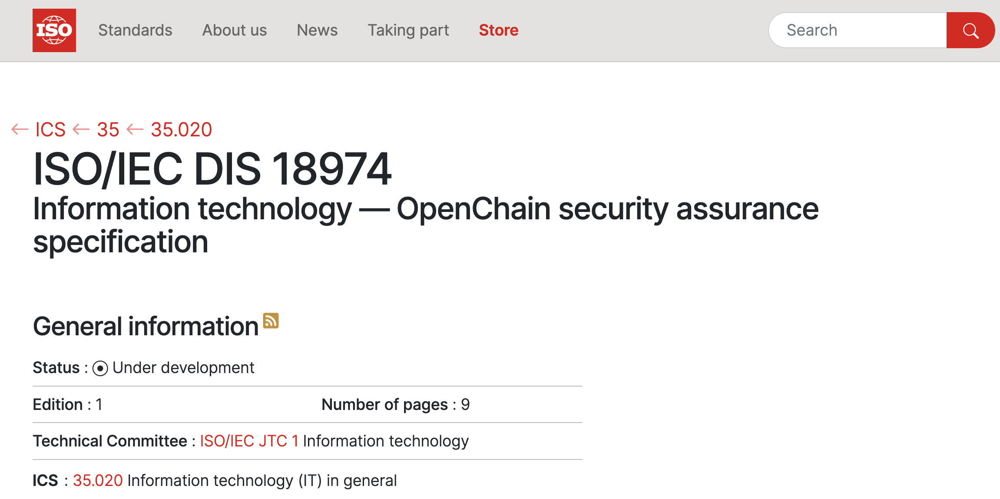 ISO
Standards About us News Taking part Store Search
← ICS ← 35 ← 35.020
ISO/IEC DIS 18974
Information technology — OpenChain security assurance
specification
General information
Status : Under development
Edition : 1 Number of pages : 9
Technical Committee : ISO/IEC JTC 1 Information technology
ICS : 35.020 Information technology (IT) in general